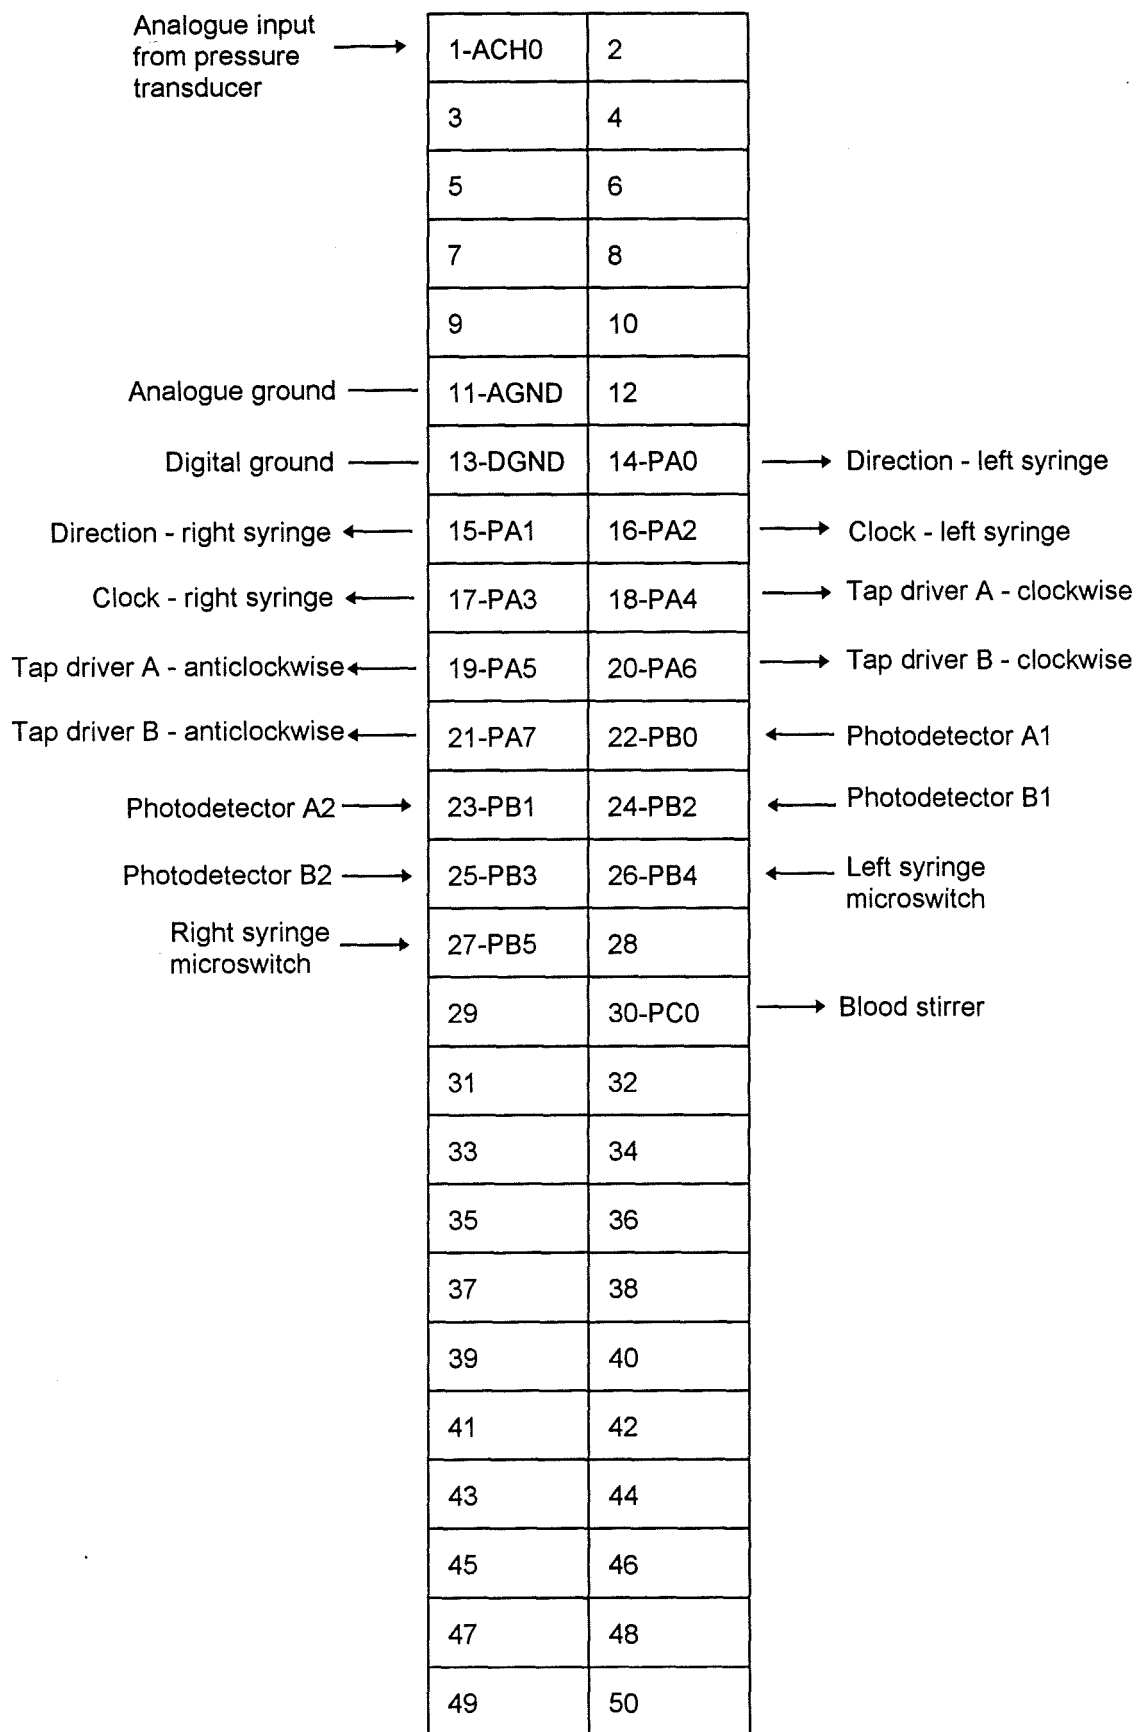 Analogue input
from pressure
transducer
1-ACH0 2
3 4
5 6
7 8
9 10
Analogue ground 11-AGND 12
Digital ground 13-DGND 14-PA0 Direction - left syringe
Direction - right syringe 15-PA1 16-PA2 Clock - left syringe
Clock - right syringe 17-PA3 18-PA4 Tap driver A - clockwise
Tap driver A - anticlockwise 19-PA5 20-PA6 Tap driver B - clockwise
Tap driver B - anticlockwise 21-PA7 22-PB0 Photodetector A1
Photodetector A2 23-PB1 24-PB2 Photodetector B1
Photodetector B2 25-PB3 26-PB4 Left syringe
microswitch
Right syringe
microswitch
27-PB5 28
29 30-PC0 Blood stirrer
31 32
33 34
35 36
37 38
39 40
41 42
43 44
45 46
47 48
49 50